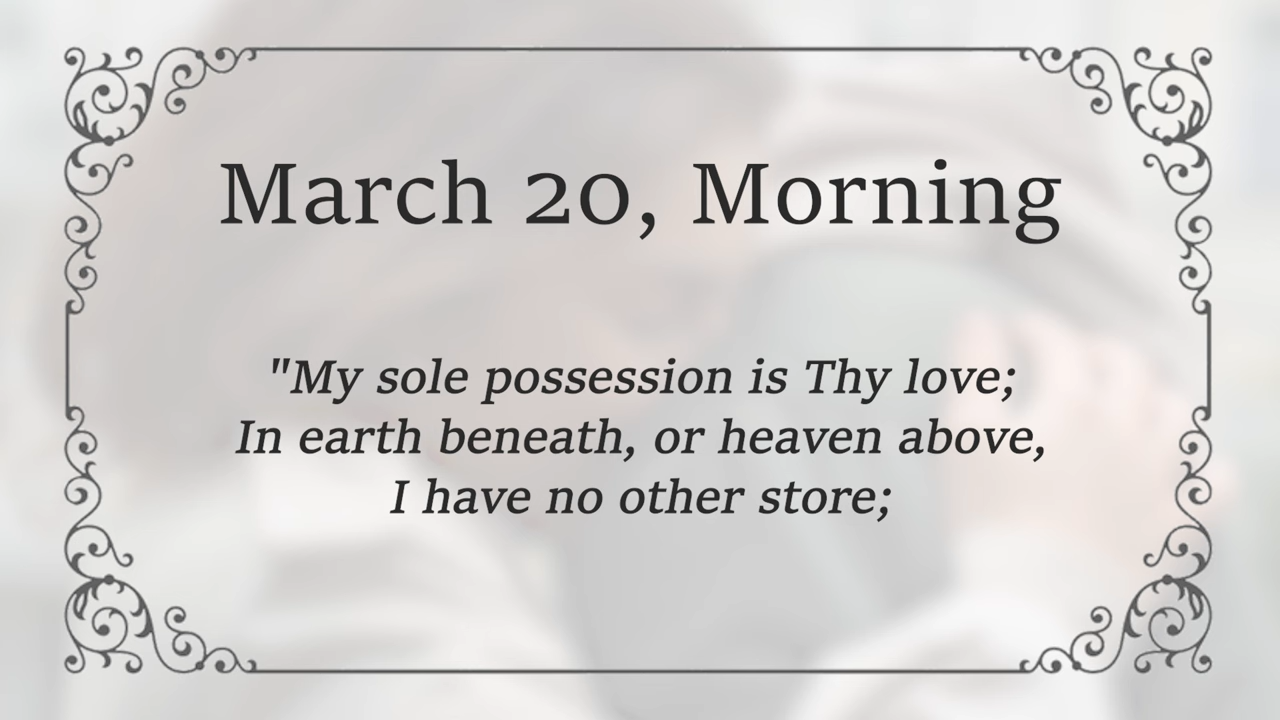 March 20, Morning
"My sole possession is Thy love;
In earth beneath, or heaven above,
I have no other store;